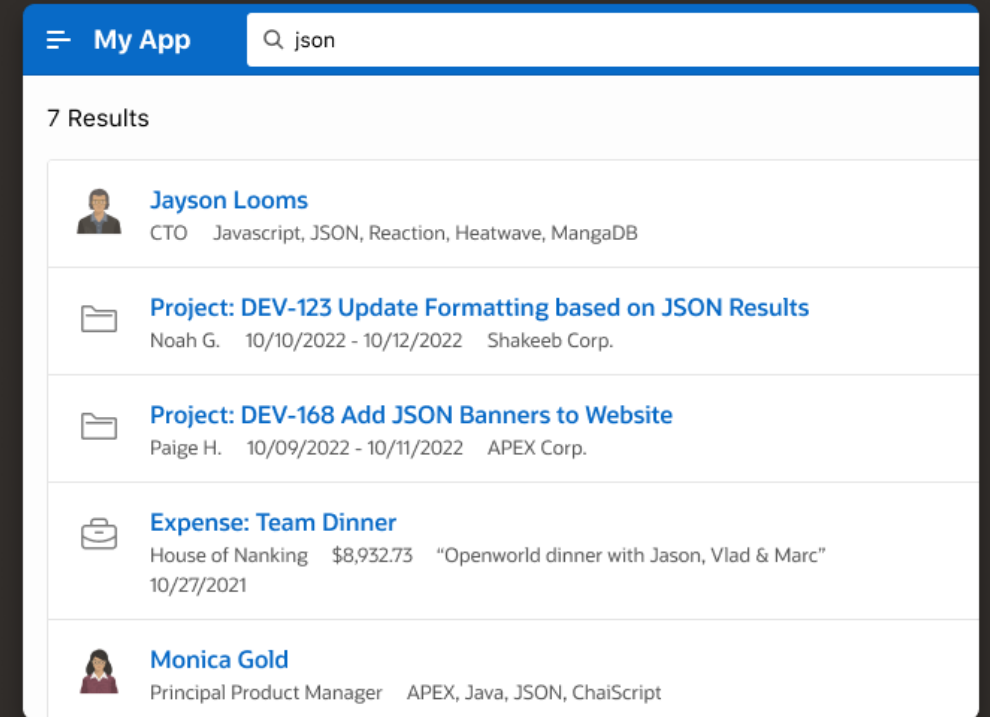 My App
json
7 Results
Jayson Looms
CTO Javascript, JSON, Reaction, Heatwave, MangaDB
Project: DEV-123 Update Formatting based on JSON Results
Noah G. 10/10/2022 - 10/12/2022 Shakeeb Corp.
Project: DEV-168 Add JSON Banners to Website
Paige H. 10/09/2022 - 10/11/2022 APEX Corp.
Expense: Team Dinner
House of Nanking $8,932.73 “Openworld dinner with Jason, Vlad & Marc”
10/27/2021
Monica Gold
Principal Product Manager APEX, Java, JSON, ChaiScript